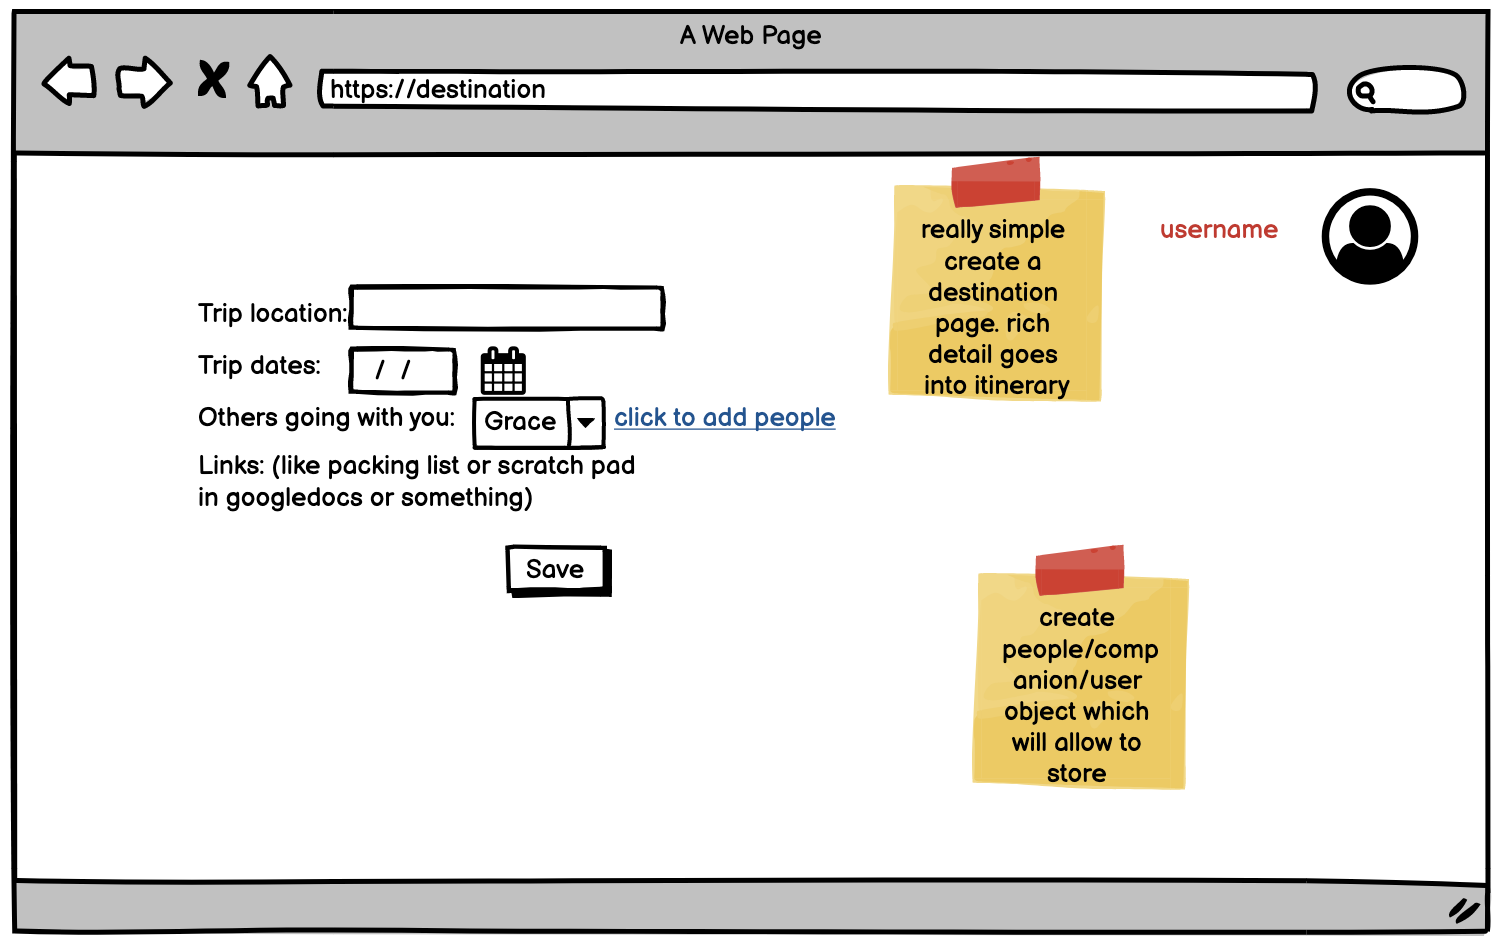 A Web Page
https://destination
username
really simple
create a
destination
page. rich
detail goes
into itinerary
Trip location:
Trip dates: / /
Others going with you: Grace click to add people
Links: (like packing list or scratch pad
in googledocs or something)
Save
create
people/comp
anion/user
object which
will allow to
store